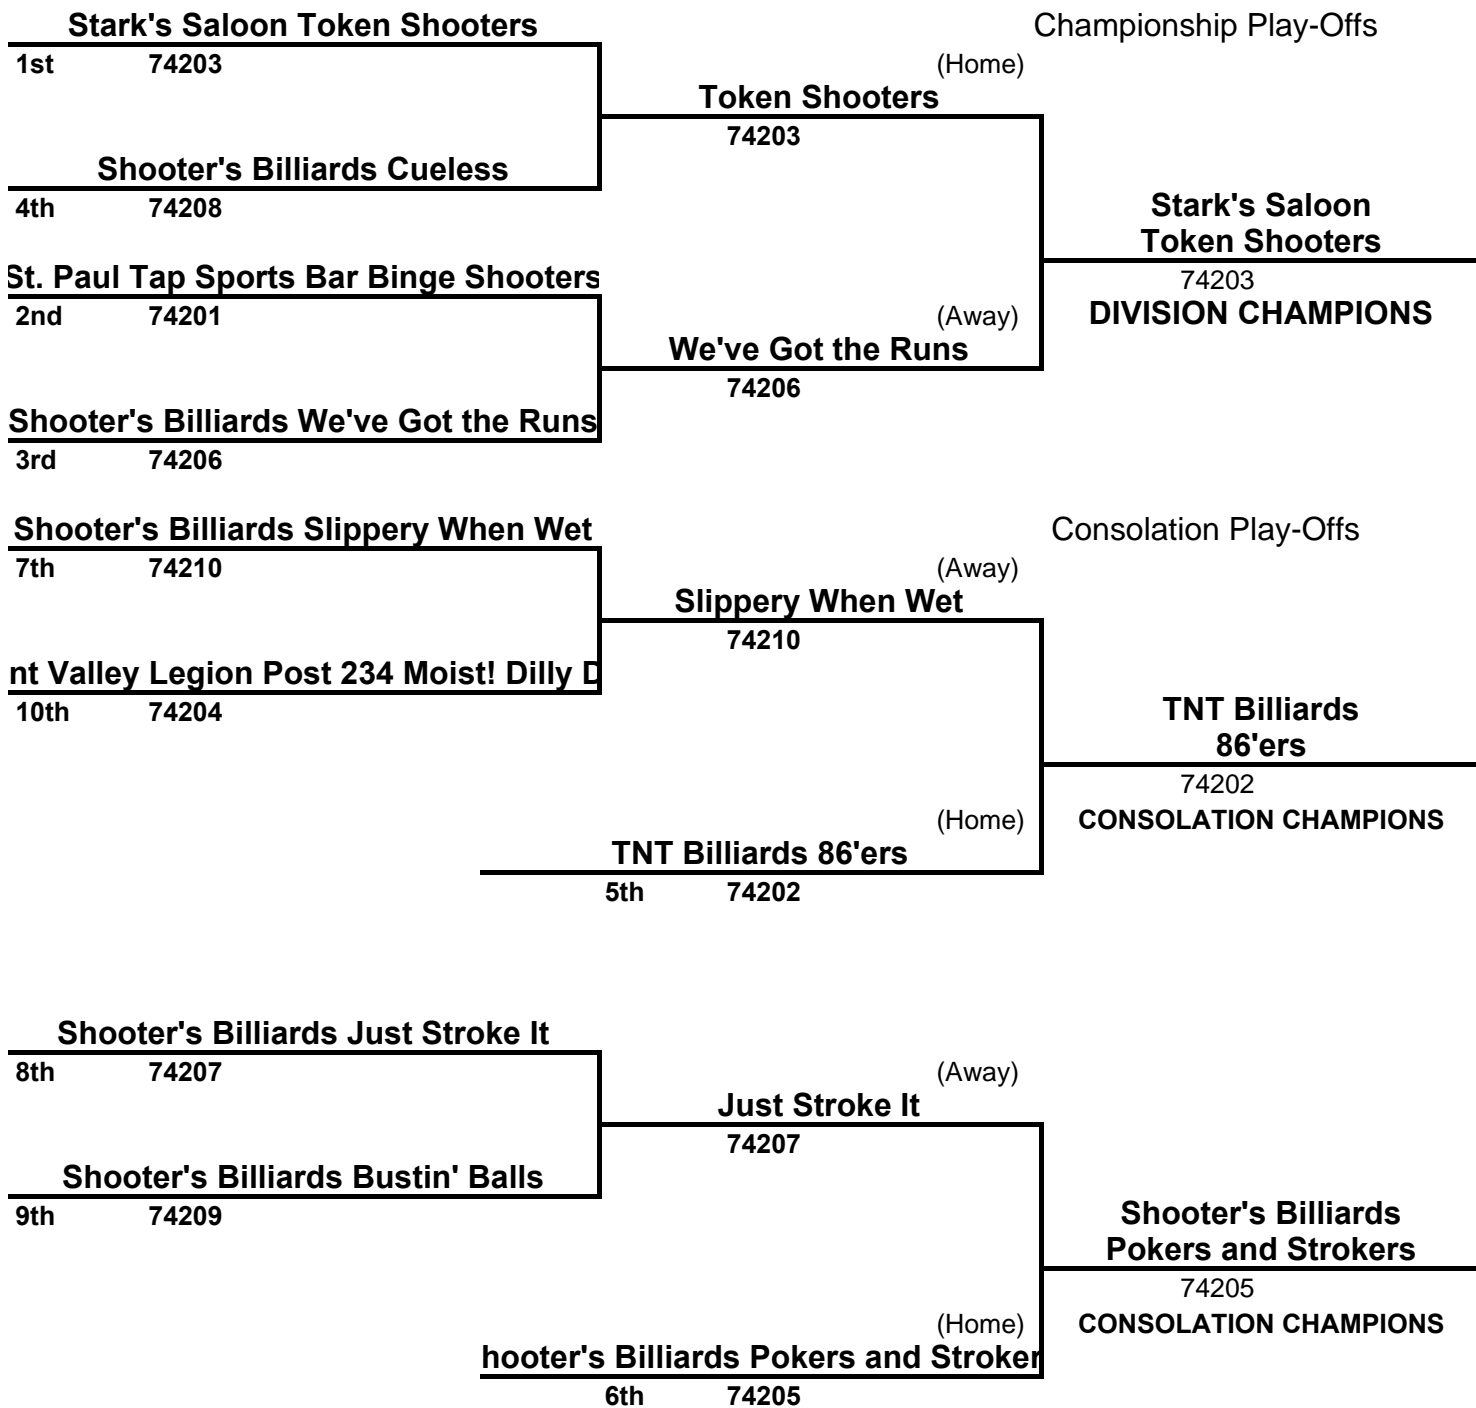 Stark's Saloon Token Shooters
Championship Play-Offs
1st 74203
(Home)
Token Shooters
74203
Shooter's Billiards Cueless
4th 74208
Stark's Saloon
Token Shooters
St. Paul Tap Sports Bar Binge Shooters
74203
2nd 74201
(Away)
DIVISION CHAMPIONS
We've Got the Runs
74206
Shooter's Billiards We've Got the Runs
3rd 74206
Shooter's Billiards Slippery When Wet
Consolation Play-Offs
7th 74210
(Away)
Slippery When Wet
74210
nt Valley Legion Post 234 Moist! Dilly D
10th 74204
TNT Billiards
86'ers
74202
(Home)
CONSOLATION CHAMPIONS
TNT Billiards 86'ers
5th 74202
Shooter's Billiards Just Stroke It
8th 74207
(Away)
Just Stroke It
74207
Shooter's Billiards Bustin' Balls
9th 74209
Shooter's Billiards
Pokers and Strokers
74205
(Home)
CONSOLATION CHAMPIONS
hooter's Billiards Pokers and Stroker
6th 74205